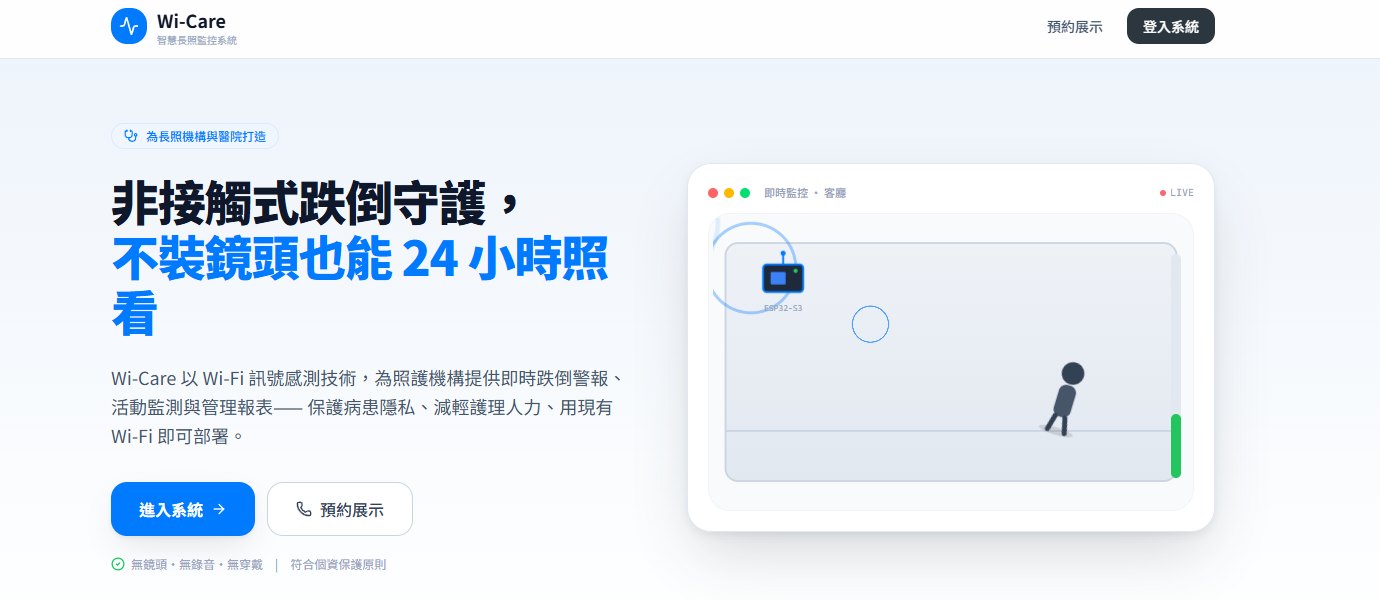 Wi-Care
智慧長照監控系統
預約展示
登入系統
為長照機構與醫院打造
非接觸式跌倒守護，
不裝鏡頭也能 24 小時照
看
Wi-Care 以 Wi-Fi 訊號感測技術，為照護機構提供即時跌倒警報、
活動監測與管理報表—— 保護病患隱私、減輕護理人力、用現有
Wi-Fi 即可部署。
進入系統 →
預約展示
無鏡頭・無錄音・無穿戴 | 符合個資保護原則
即時監控・客廳
LIVE
ESP32-S3